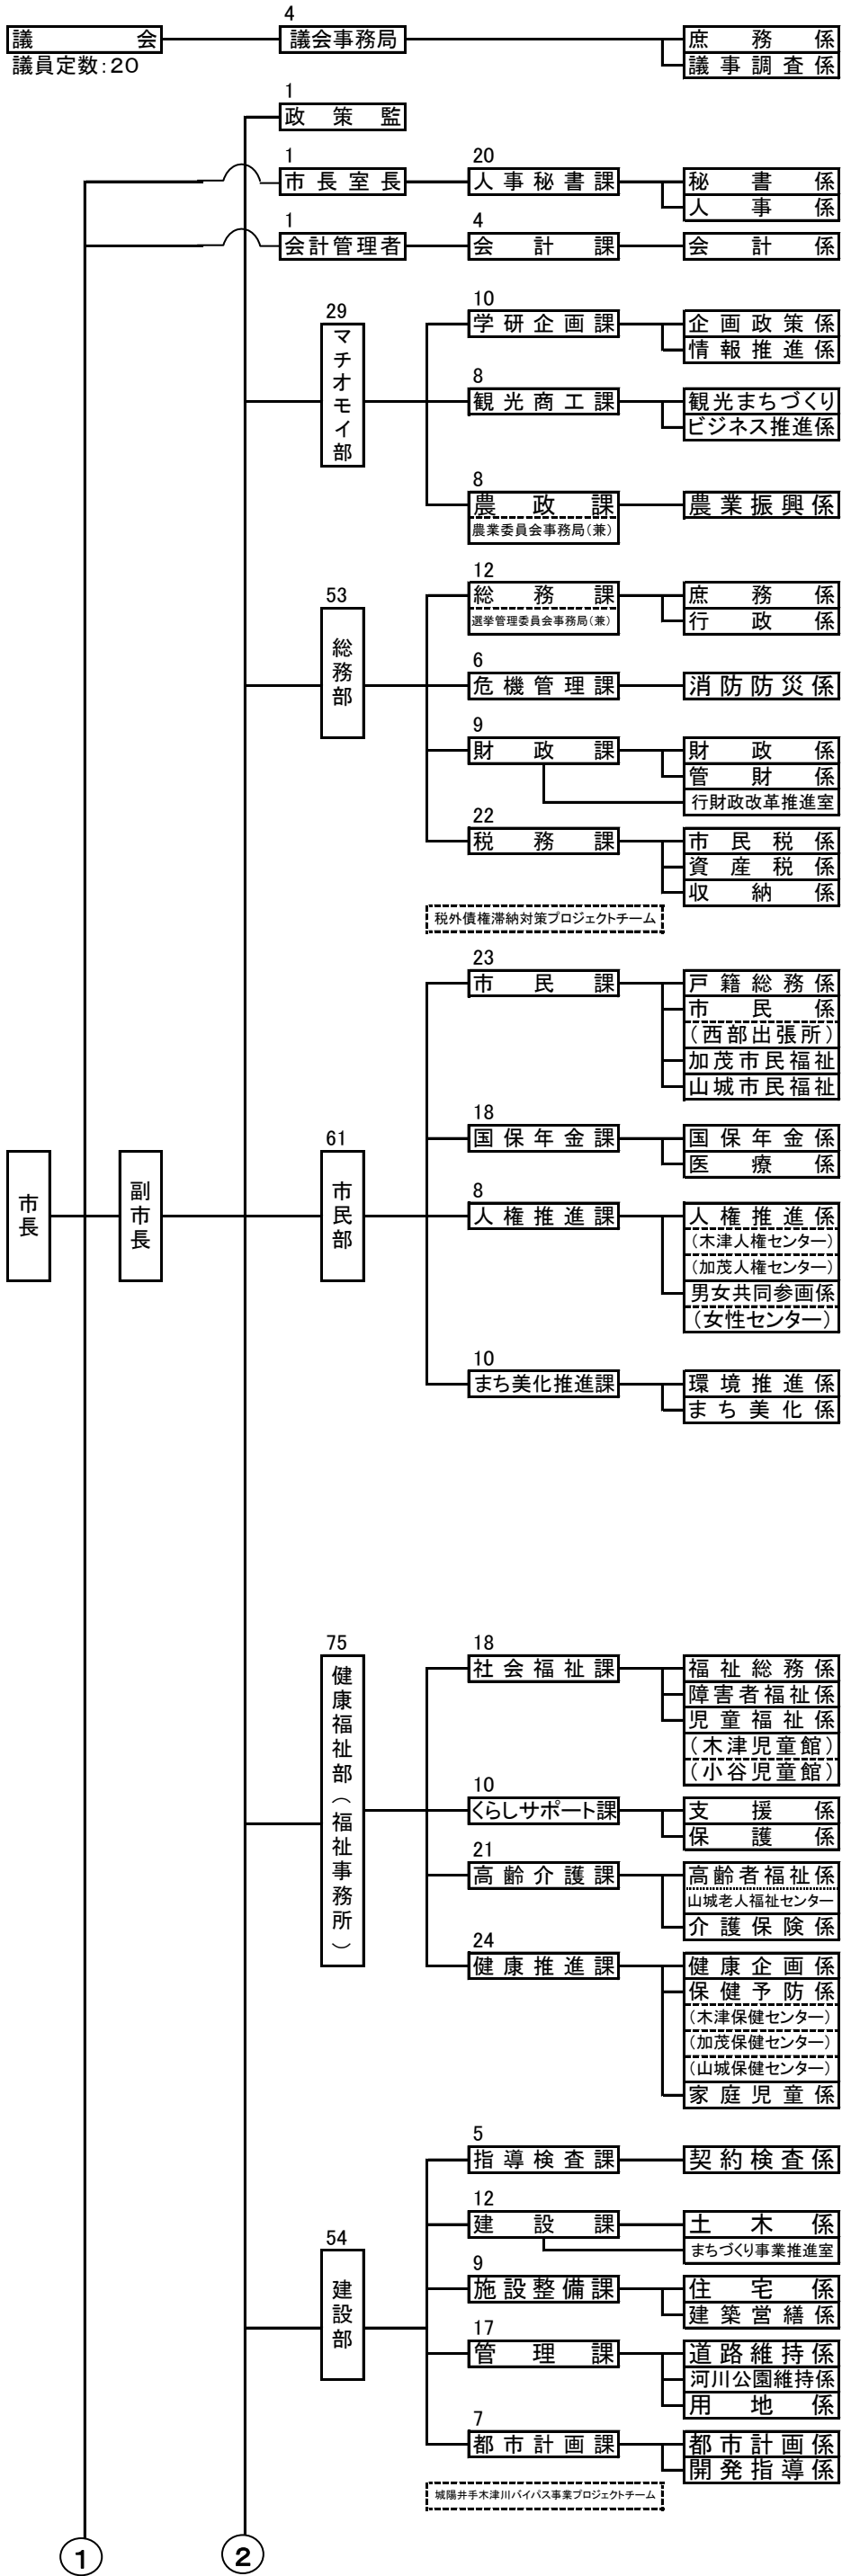 4
議会 議会事務局 庶務係
議員定数:20 議事調査係
1
政策監
1 20
市長室長 人事秘書課 秘書係
人事係
1 4
会計管理者 会計課 会計係
10
29 学研企画課 企画政策係
マチオモイ部 情報推進係
8
観光商工課 観光まちづくり
ビジネス推進係
8
農政課 農業振興係
農業委員会事務局(兼)
12
53 総務課 庶務係
総務部 選挙管理委員会事務局(兼) 行政係
6
危機管理課 消防防災係
9
財政課 財政係
管財係
行財政改革推進室
22
税務課 市民税係
資産税係
収納係
税外債権滞納対策プロジェクトチーム
23
市民課 戸籍総務係
市民係
(西部出張所)
加茂市民福祉
山城市民福祉
61 18
市長 副市長 市民部 国保年金課 国保年金係
医療係
8
人権推進課 人権推進係
(木津人権センター)
(加茂人権センター)
男女共同参画係
(女性センター)
10
まち美化推進課 環境推進係
まち美化係
75 18
健康福祉部(福祉事務所) 社会福祉課 福祉総務係
障害者福祉係
児童福祉係
(木津児童館)
(小谷児童館)
10
くらしサポート課 支援係
保護係
21
高齢介護課 高齢者福祉係
山城老人福祉センター
介護保険係
24
健康推進課 健康企画係
保健予防係
(木津保健センター)
(加茂保健センター)
(山城保健センター)
家庭児童係
5
指導検査課 契約検査係
12
54 建設課 土木係
建設部 まちづくり事業推進室
9
施設整備課 住宅係
建築営繕係
17
管理課 道路維持係
河川公園維持係
用地係
7
都市計画課 都市計画係
開発指導係
城陽井手木津川バイパス事業プロジェクトチーム
1 2